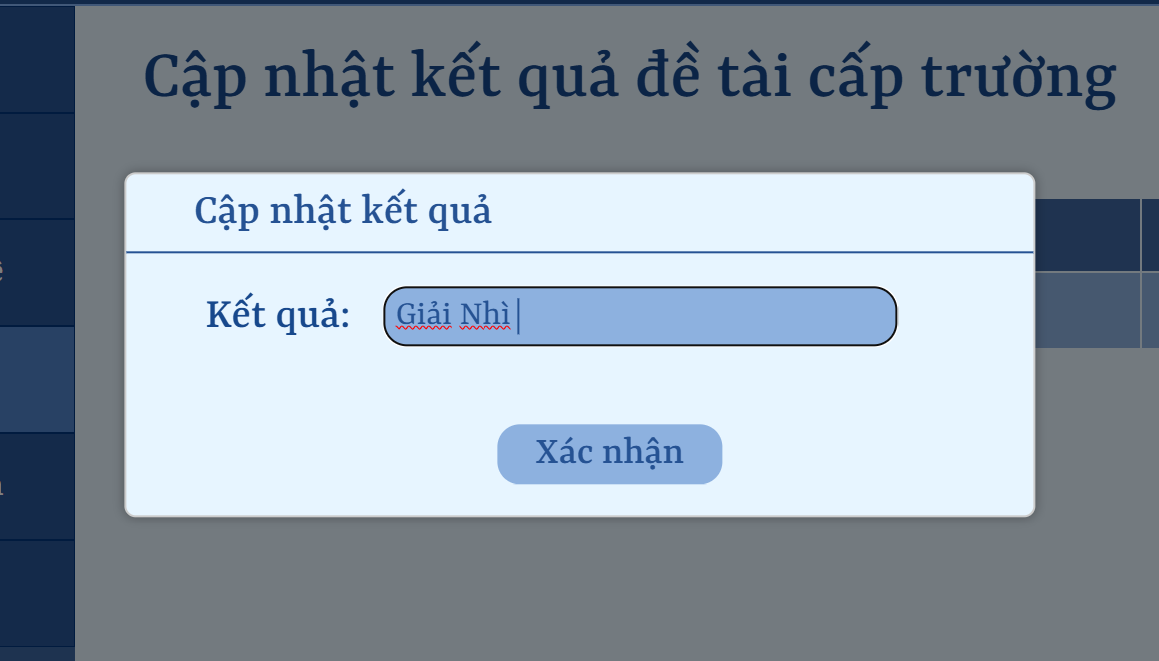 Cập nhật kết quả đề tài cấp trường
Cập nhật kết quả
Kết quả: Giải Nhì
Xác nhận